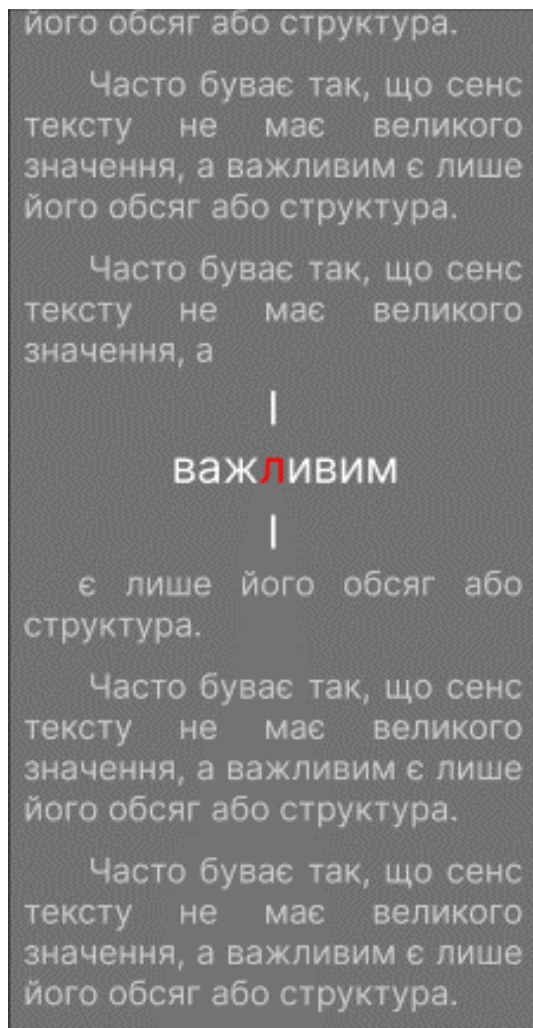 його обсяг або структура.
Часто буває так, що сенс
тексту не має великого
значення, а важливим є лише
його обсяг або структура.
Часто буває так, що сенс
тексту не має великого
значення, а
|
важливим
|
є лише його обсяг або
структура.
Часто буває так, що сенс
тексту не має великого
значення, а важливим є лише
його обсяг або структура.
Часто буває так, що сенс
тексту не має великого
значення, а важливим є лише
його обсяг або структура.